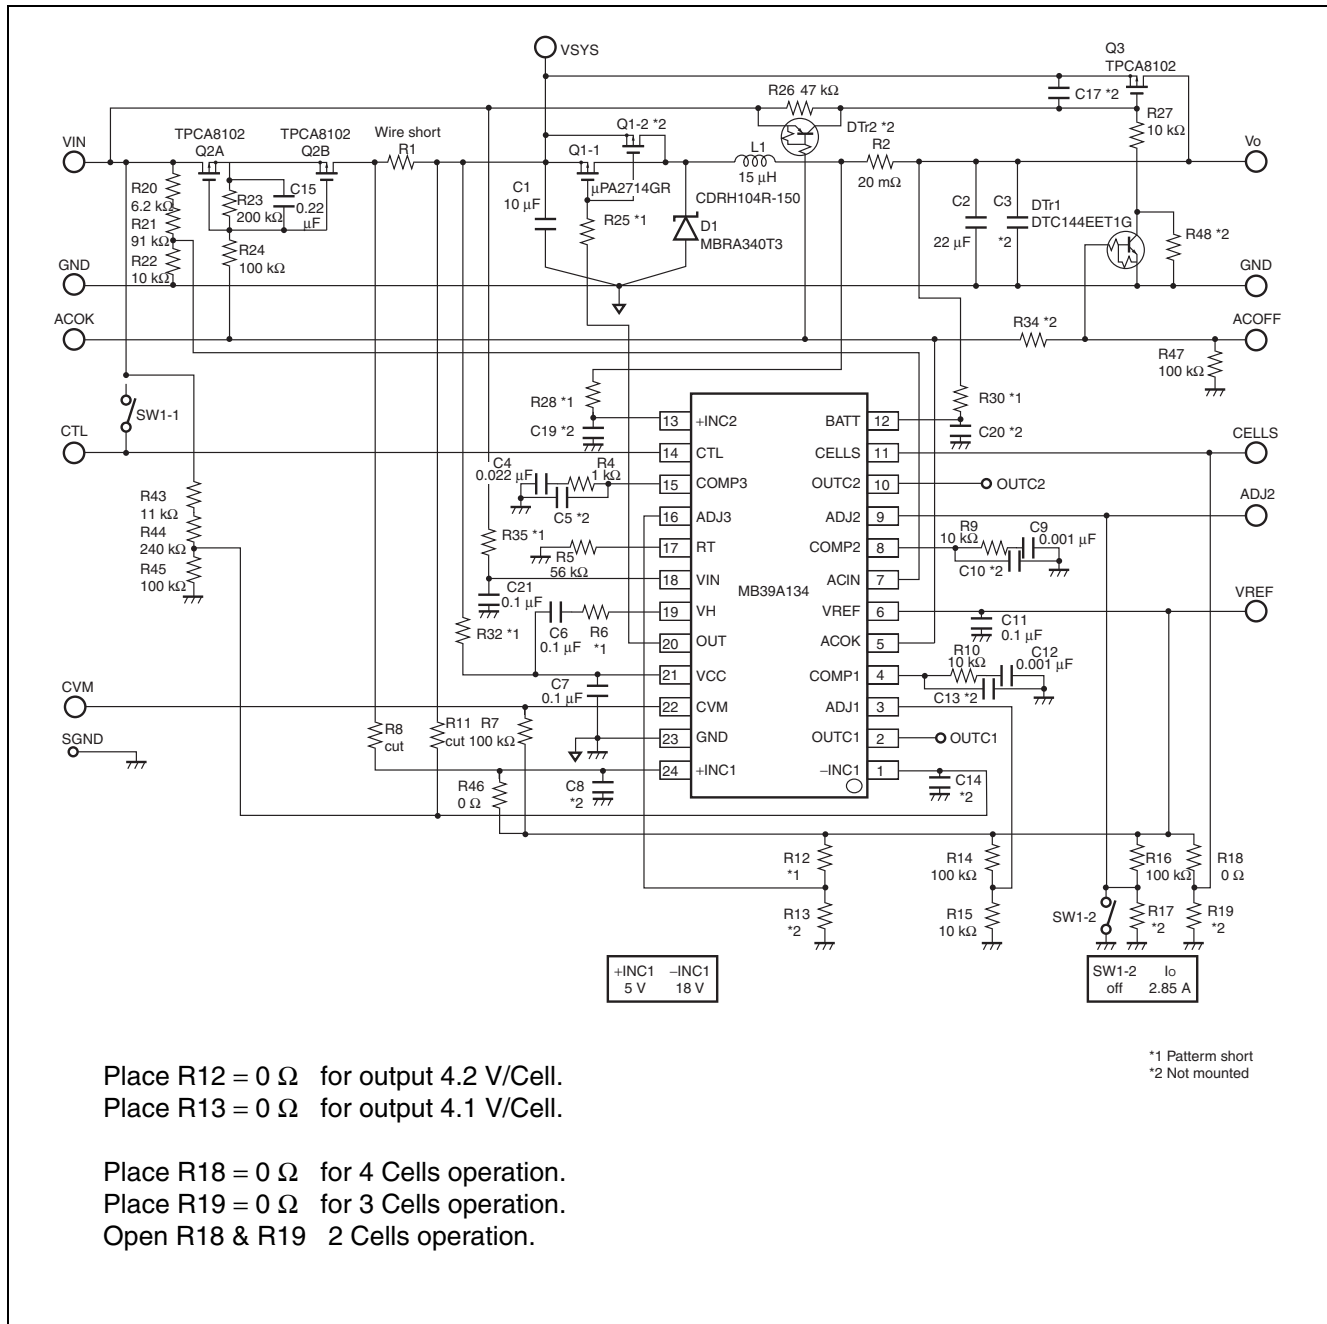 VSYS
Q3
TPCA8102
R26 47 kΩ
C17 *2
R27
10 kΩ
VIN
TPCA8102
Q2A
TPCA8102
Q2B
Wire short
R1
Q1-2 *2
Q1-1
μPA2714GR
L1
15 μH
CDRH104R-150
DTr2 *2
R2
20 mΩ
Vo
R20
6.2 kΩ
R21
91 kΩ
R22
10 kΩ
R23
200 kΩ
C15
0.22
μF
R24
100 kΩ
C1
10 μF
R25 *1
D1
MBRA340T3
C2
22 μF
C3
*2
DTr1
DTC144EET1G
R48 *2
GND
GND
ACOK
R34 *2
ACOFF
R47
100 kΩ
SW1-1
CTL
R28 *1
C19 *2
R30 *1
C20 *2
CELLS
ADJ2
VREF
13 +INC2
14 CTL
15 COMP3
16 ADJ3
17 RT
18 VIN
19 VH
20 OUT
21 VCC
22 CVM
23 GND
24 +INC1
MB39A134
BATT 12
CELLS 11
OUTC2 10
ADJ2 9
COMP2 8
ACIN 7
VREF 6
ACOK 5
COMP1 4
ADJ1 3
OUTC1 2
−INC1 1
OUTC2
OUTC1
C4
0.022 μF
R4
1 kΩ
C5 *2
R43
11 kΩ
R44
240 kΩ
R45
100 kΩ
R35 *1
R5
56 kΩ
C21
0.1 μF
R32 *1
C6
0.1 μF
R6
*1
C7
0.1 μF
R9
10 kΩ
C9
0.001 μF
C10 *2
C11
0.1 μF
R10
10 kΩ
C12
0.001 μF
C13 *2
CVM
SGND
R8
cut
R11
cut
R7
100 kΩ
R46
0 Ω
C8
*2
C14
*2
R12
*1
R13
*2
R14
100 kΩ
R15
10 kΩ
R16
100 kΩ
R17
*2
R18
0 Ω
R19
*2
SW1-2
+INC1 −INC1
5 V 18 V
SW1-2 Io
off 2.85 A
*1 Patterm short
*2 Not mounted
Place R12 = 0 Ω for output 4.2 V/Cell.
Place R13 = 0 Ω for output 4.1 V/Cell.
Place R18 = 0 Ω for 4 Cells operation.
Place R19 = 0 Ω for 3 Cells operation.
Open R18 & R19 2 Cells operation.